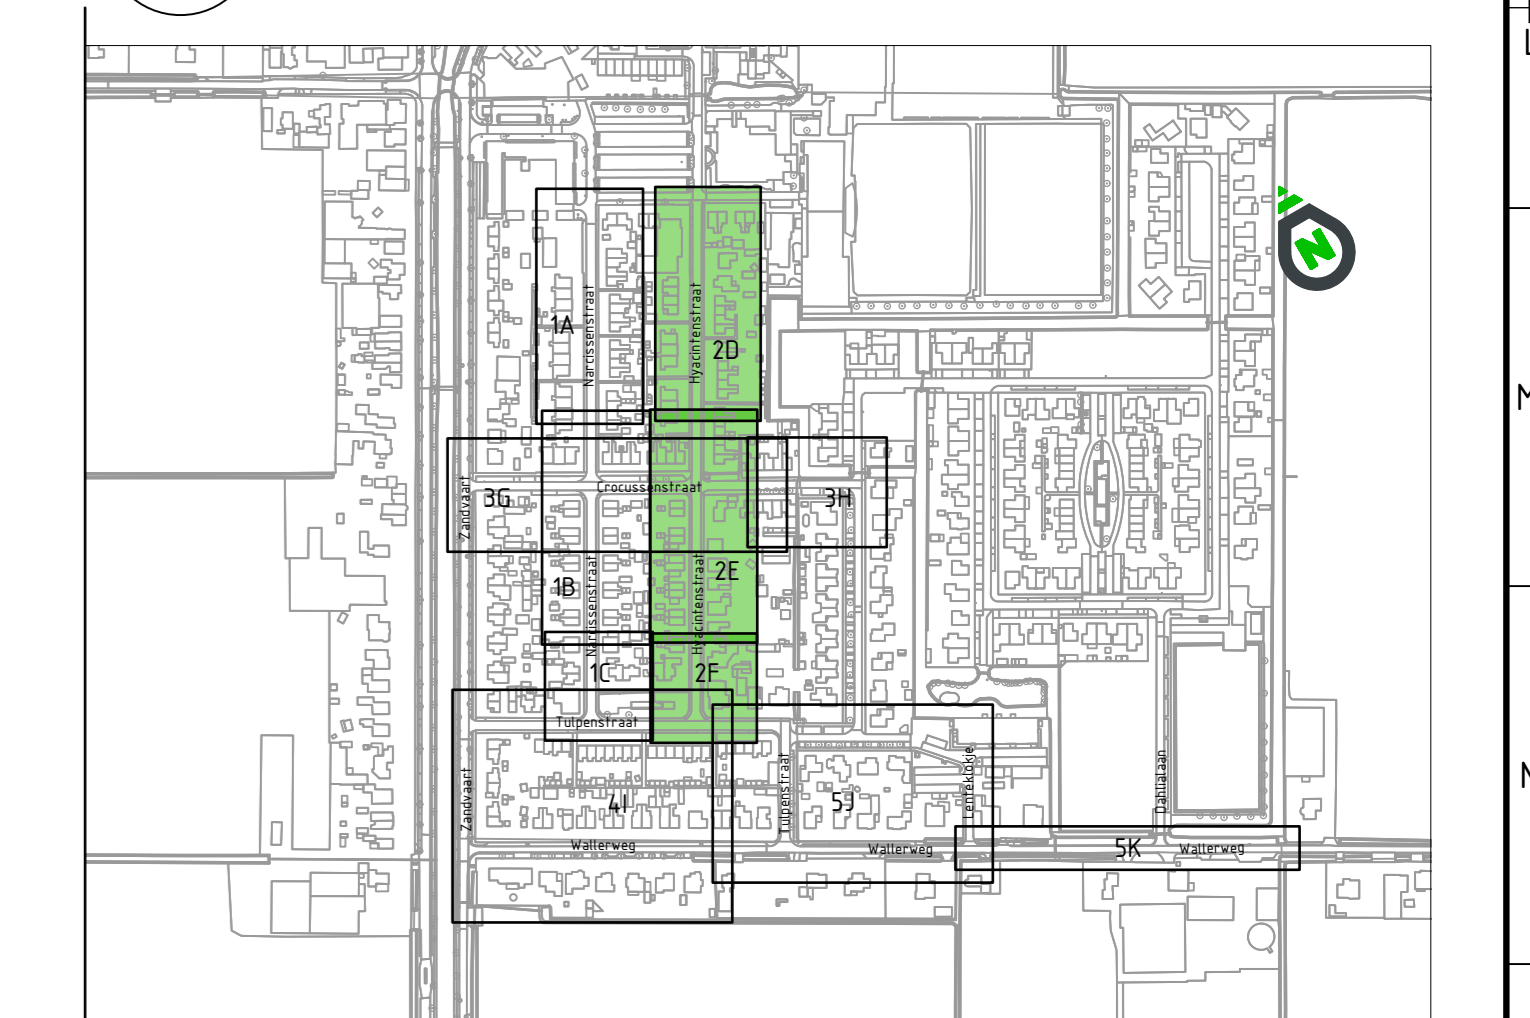 L
N
M
1A
Narcissenstraat
Hyacintenstraat
2D
Zandvaart
3G
Crocussenstraat
3H
1B
Narcissenstraat
Hyacintenstraat
2E
1C
2F
Tulpenstraat
Zandvaart
4I
Tulpenstraat
5J
Lenteklokje
Dahlialaan
Wallerweg
Wallerweg
5K
Wallerweg